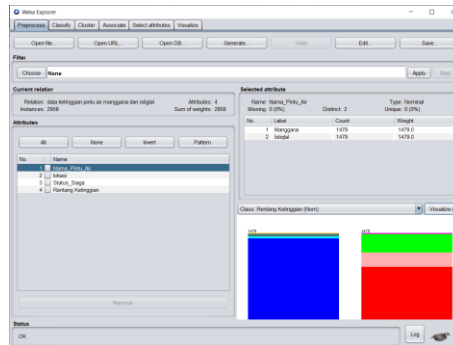 Weka Explorer
Preprocess Classify Cluster Associate Select attributes Visualize
Open file... Open URL... Open DB... Generate... Undo Edit... Save...
Filter
Choose None Apply Stop
Current relation
Relation: data ketinggian pintu air manggarai dan istiqlal Attributes: 4
Instances: 2958 Sum of weights: 2958
Attributes
All None Invert Pattern
No. Name
1 Nama_Pintu_Air
2 lokasi
3 Status_Siaga
4 Rentang Ketinggian
Remove
Selected attribute
Name: Nama_Pintu_Air Type: Nominal
Missing: 0 (0%) Distinct: 2 Unique: 0 (0%)
No. Label Count Weight
1 Manggarai 1479 1479.0
2 Istiqlal 1479 1479.0
Class: Rentang Ketinggian (Nom) Visualize
1479 1479
Status
OK Log